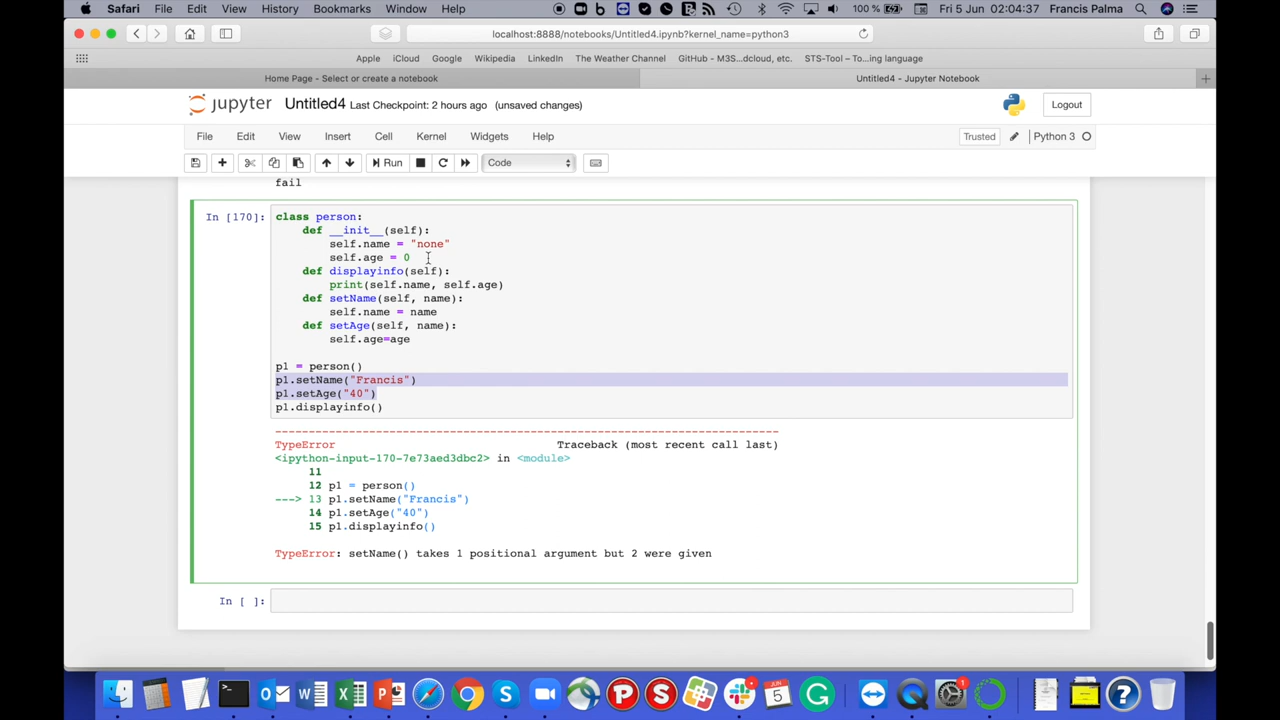 Safari File Edit View History Bookmarks Window Help 100 % Fri 5 Jun 02:04:37 Francis Palma
localhost:8888/notebooks/Untitled4.ipynb?kernel_name=python3
Apple iCloud Google Wikipedia LinkedIn The Weather Channel GitHub - M3S...dcloud, etc. STS-Tool – To...ing language
Home Page - Select or create a notebook Untitled4 - Jupyter Notebook
jupyter Untitled4 Last Checkpoint: 2 hours ago (unsaved changes) Logout
File Edit View Insert Cell Kernel Widgets Help Trusted Python 3
Run Code
fail
In [170]: class person:
def __init__(self):
self.name = "none"
self.age = 0
def displayinfo(self):
print(self.name, self.age)
def setName(self, name):
self.name = name
def setAge(self, name):
self.age=age
p1 = person()
p1.setName("Francis")
p1.setAge("40")
p1.displayinfo()
---------------------------------------------------------------------------
TypeError Traceback (most recent call last)
<ipython-input-170-7e73aed3dbc2> in <module>
11
12 p1 = person()
---> 13 p1.setName("Francis")
14 p1.setAge("40")
15 p1.displayinfo()
TypeError: setName() takes 1 positional argument but 2 were given
In [ ]: